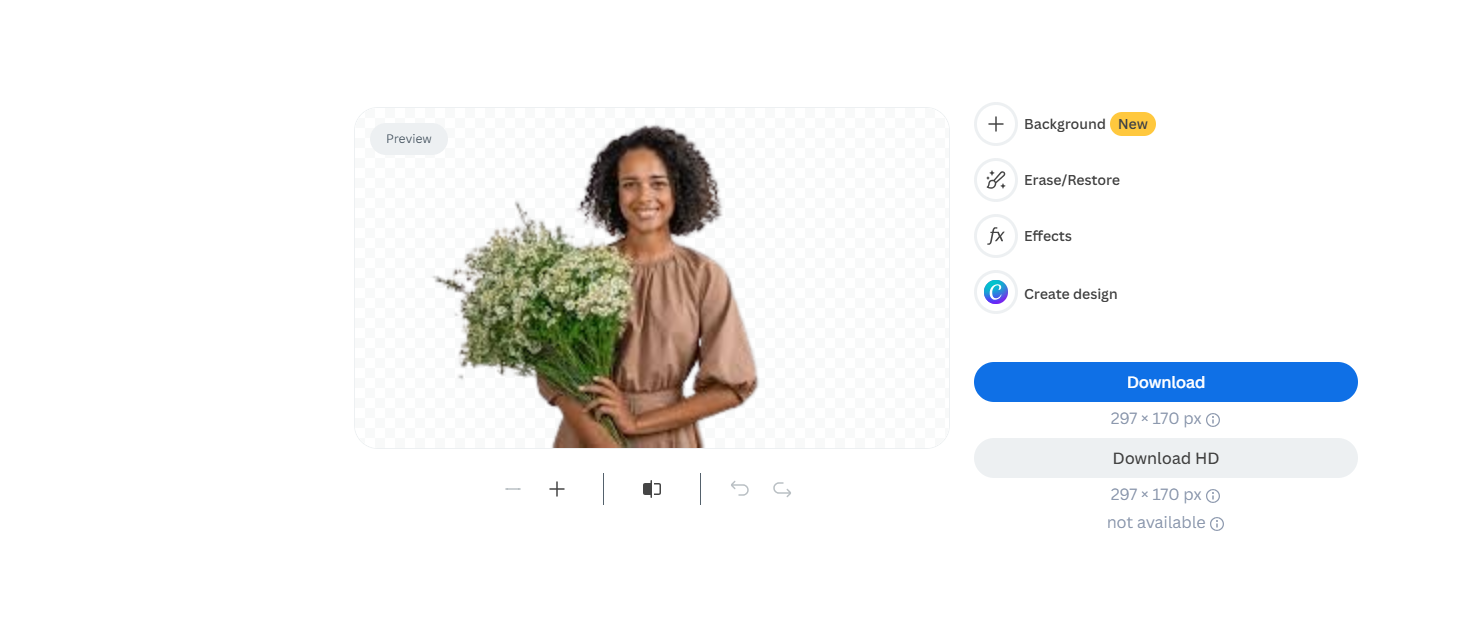 Preview
Background New
Erase/Restore
fx Effects
C Create design
Download
297 × 170 px
Download HD
297 × 170 px
not available